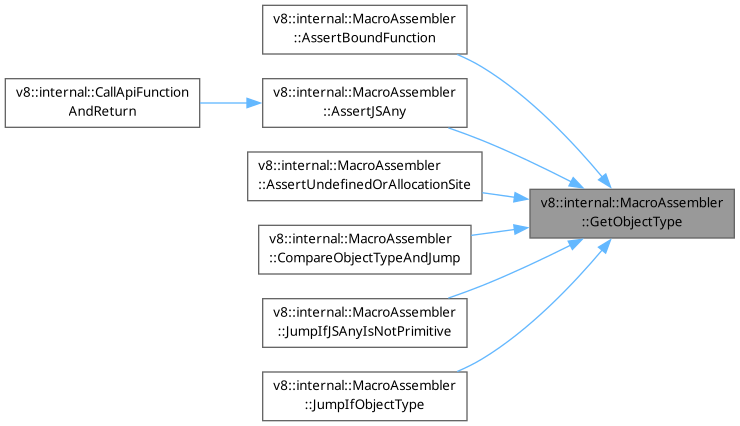 v8::internal::MacroAssembler
::AssertBoundFunction
v8::internal::CallApiFunction
AndReturn
v8::internal::MacroAssembler
::AssertJSAny
v8::internal::MacroAssembler
::AssertUndefinedOrAllocationSite
v8::internal::MacroAssembler
::GetObjectType
v8::internal::MacroAssembler
::CompareObjectTypeAndJump
v8::internal::MacroAssembler
::JumpIfJSAnyIsNotPrimitive
v8::internal::MacroAssembler
::JumpIfObjectType